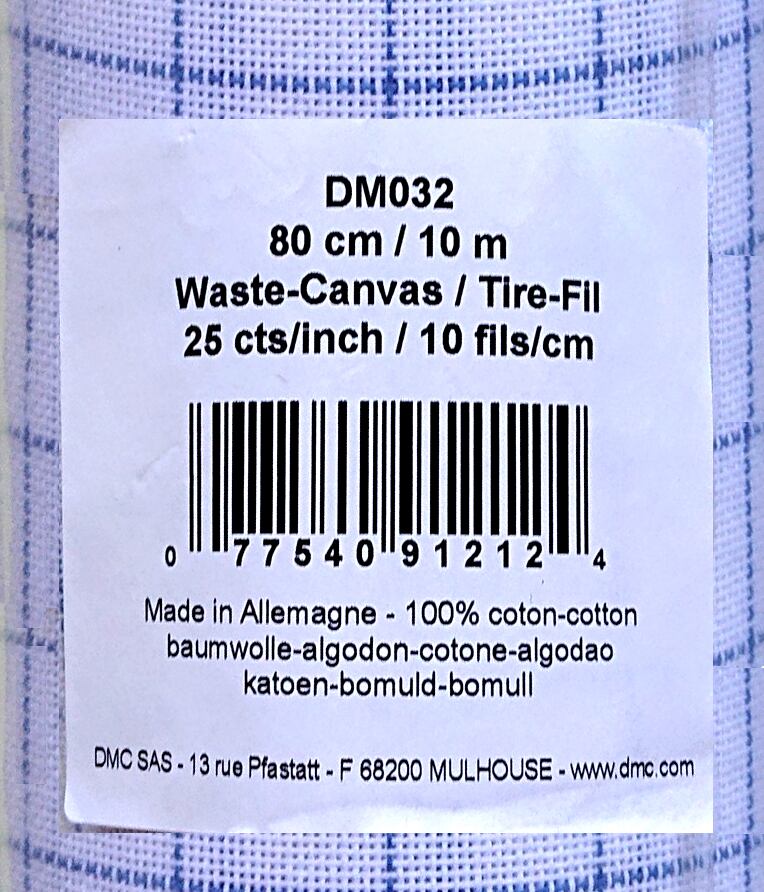 DM032
80 cm / 10 m
Waste-Canvas / Tire-Fil
25 cts/inch / 10 fils/cm
0 77540 91212 4
Made in Allemagne - 100% coton-cotton
baumwolle-algodon-cotone-algodao
katoen-bomuld-bomull
DMC SAS - 13 rue Pfastatt - F 68200 MULHOUSE - www.dmc.com